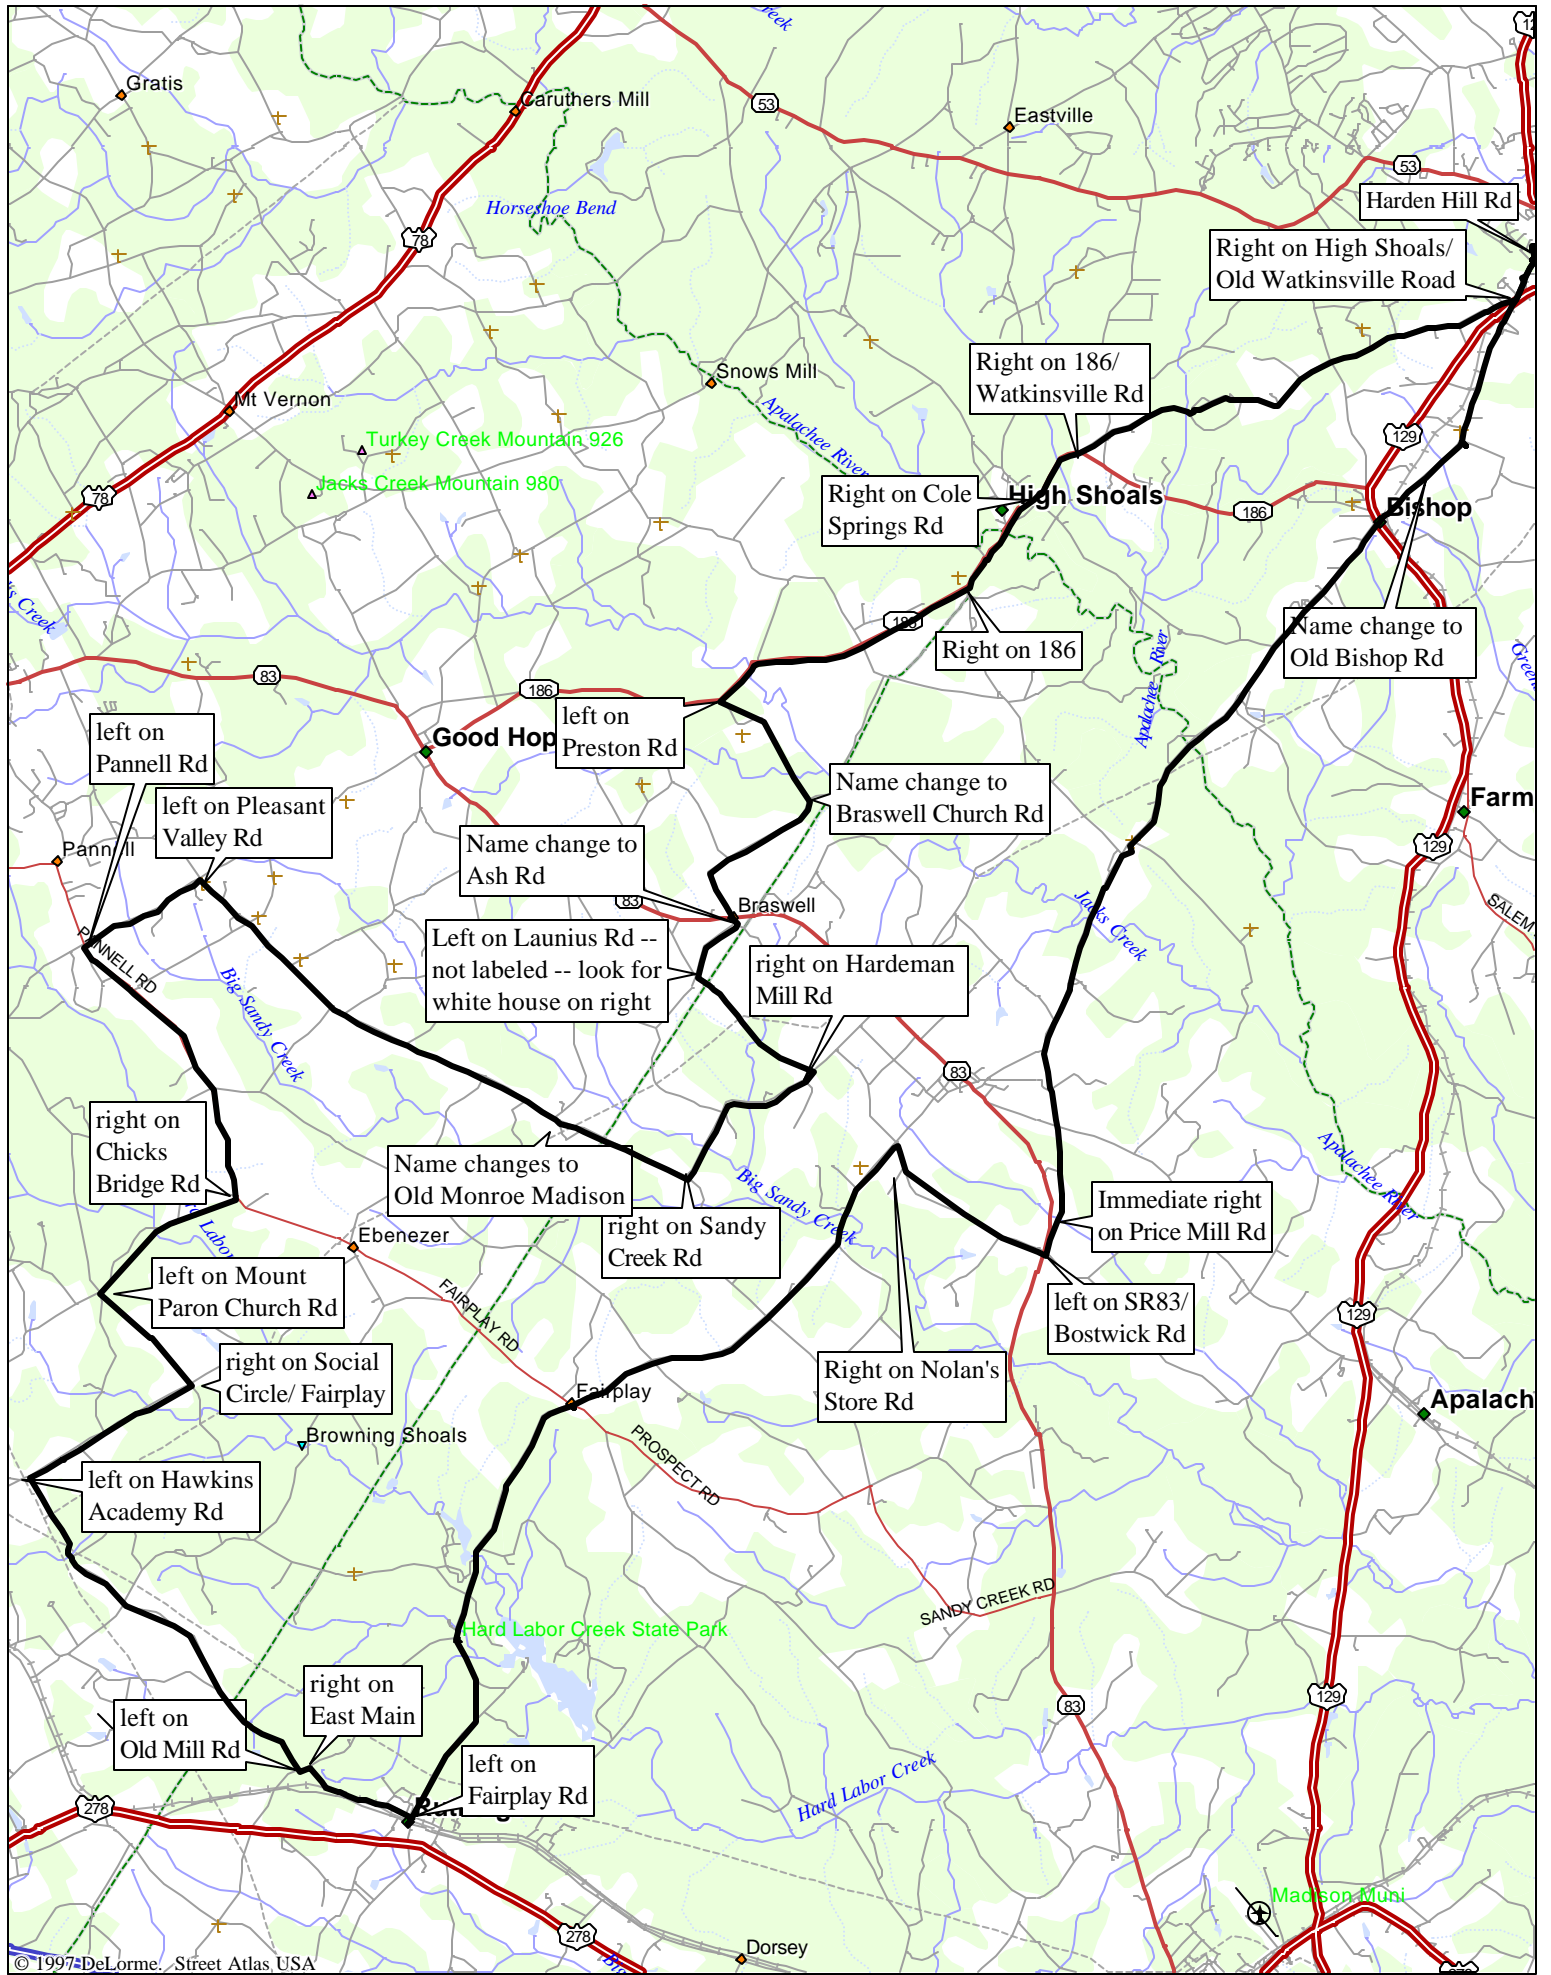 Creek
12
Gratis
Caruthers Mill
53
Eastville
53
Harden Hill Rd
Horseshoe Bend
78
Right on High Shoals/
Old Watkinsville Road
Right on 186/
Watkinsville Rd
Snows Mill
Mt Vernon
Apalachee River
Turkey Creek Mountain 926
129
Jacks Creek Mountain 980
78
Right on Cole
Springs Rd
High Shoals
186
Bishop
's Creek
186
Right on 186
Name change to
Old Bishop Rd
Apalachee River
83
186
left on
Preston Rd
Good Hop
left on
Pannell Rd
Name change to
Braswell Church Rd
left on Pleasant
Valley Rd
Farm
Pannell
Name change to
Ash Rd
129
83
Braswell
Jacks Creek
SALEM
PANNELL RD
Left on Launius Rd --
not labeled -- look for
white house on right
right on Hardeman
Mill Rd
Big Sandy Creek
83
right on
Chicks
Bridge Rd
Name changes to
Old Monroe Madison
Big Sandy Creek
Apalachee River
right on Sandy
Creek Rd
Immediate right
on Price Mill Rd
Labor
Ebenezer
left on Mount
Paron Church Rd
FAIRPLAY RD
left on SR83/
Bostwick Rd
129
right on Social
Circle/ Fairplay
Right on Nolan's
Store Rd
Fairplay
Apalach
Browning Shoals
PROSPECT RD
left on Hawkins
Academy Rd
SANDY CREEK RD
Hard Labor Creek State Park
right on
East Main
left on
Old Mill Rd
83
129
left on
Fairplay Rd
Hard Labor Creek
278
Madison Muni
278
Dorsey
© 1997 DeLorme. Street Atlas USA